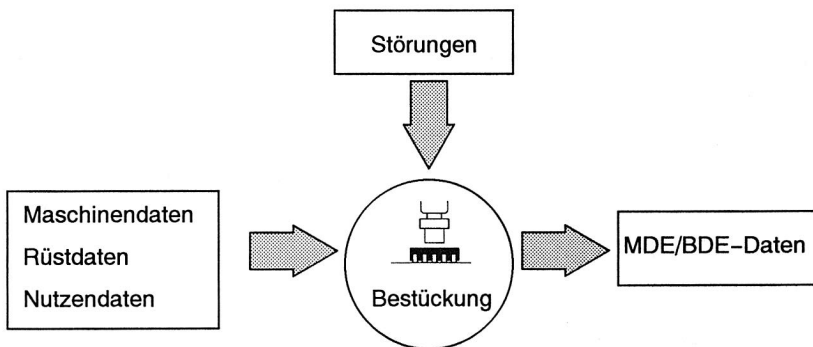 Störungen
Maschinendaten
Rüstdaten
Nutzendaten
Bestückung
MDE/BDE–Daten